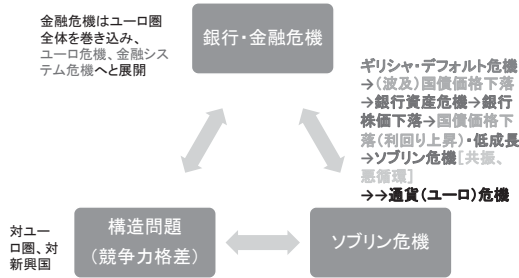 金融危機はユーロ圏
全体を巻き込み、
ユーロ危機、金融シス
テム危機へと展開
銀行・金融危機
ギリシャ・デフォルト危機
→(波及)国債価格下落
→銀行資産危機→銀行
株価下落→国債価格下
落(利回り上昇)・低成長
→ソブリン危機[共振、
悪循環]
→→通貨(ユーロ)危機
対ユー
ロ圏、対
新興国
構造問題
(競争力格差)
ソブリン危機